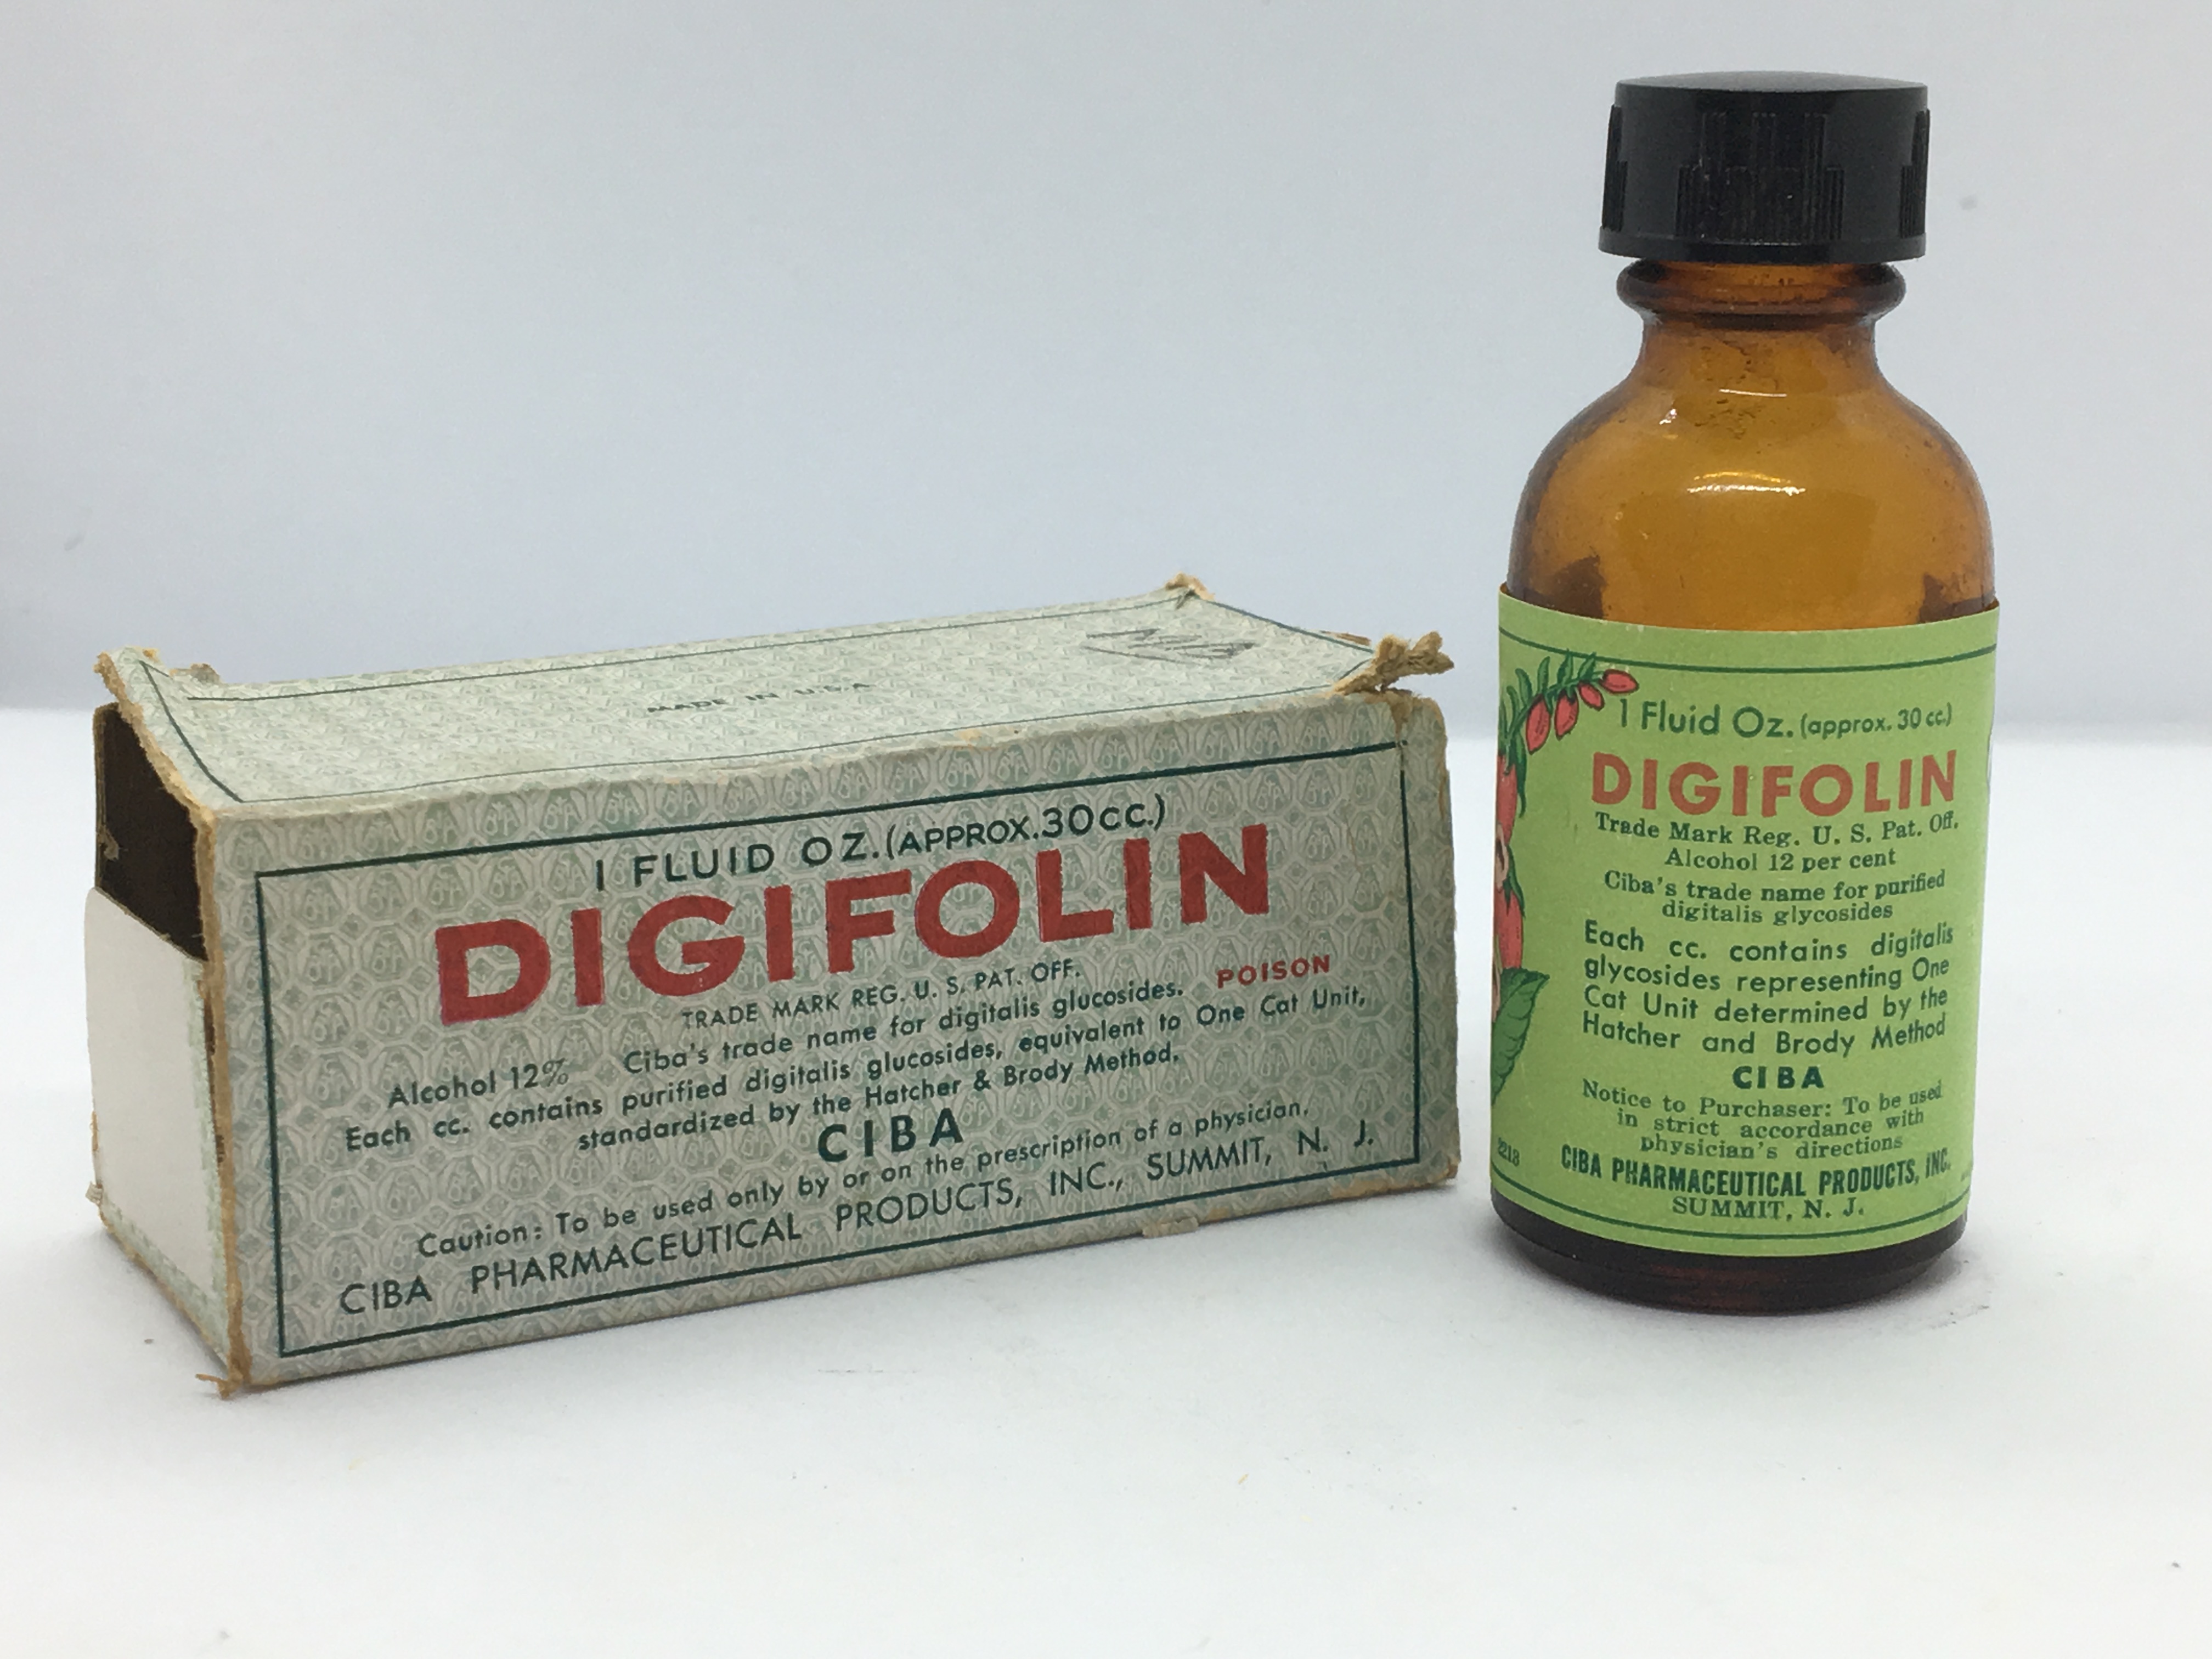 MADE IN U.S.A
1 FLUID OZ. (APPROX. 30CC.)
DIGIFOLIN
TRADE MARK REG. U. S. PAT. OFF.
Alcohol 12% Ciba's trade name for digitalis glucosides. POISON
Each cc. contains purified digitalis glucosides, equivalent to One Cat Unit,
standardized by the Hatcher & Brody Method.
CIBA
Caution: To be used only by or on the prescription of a physician.
CIBA PHARMACEUTICAL PRODUCTS, INC., SUMMIT, N. J.
1 Fluid Oz. (approx. 30 cc.)
DIGIFOLIN
Trade Mark Reg. U. S. Pat. Off.
Alcohol 12 per cent
Ciba's trade name for purified
digitalis glycosides
Each cc. contains digitalis
glycosides representing One
Cat Unit determined by the
Hatcher and Brody Method
CIBA
Notice to Purchaser: To be used
in strict accordance with
physician's directions
CIBA PHARMACEUTICAL PRODUCTS, INC.
SUMMIT, N. J.